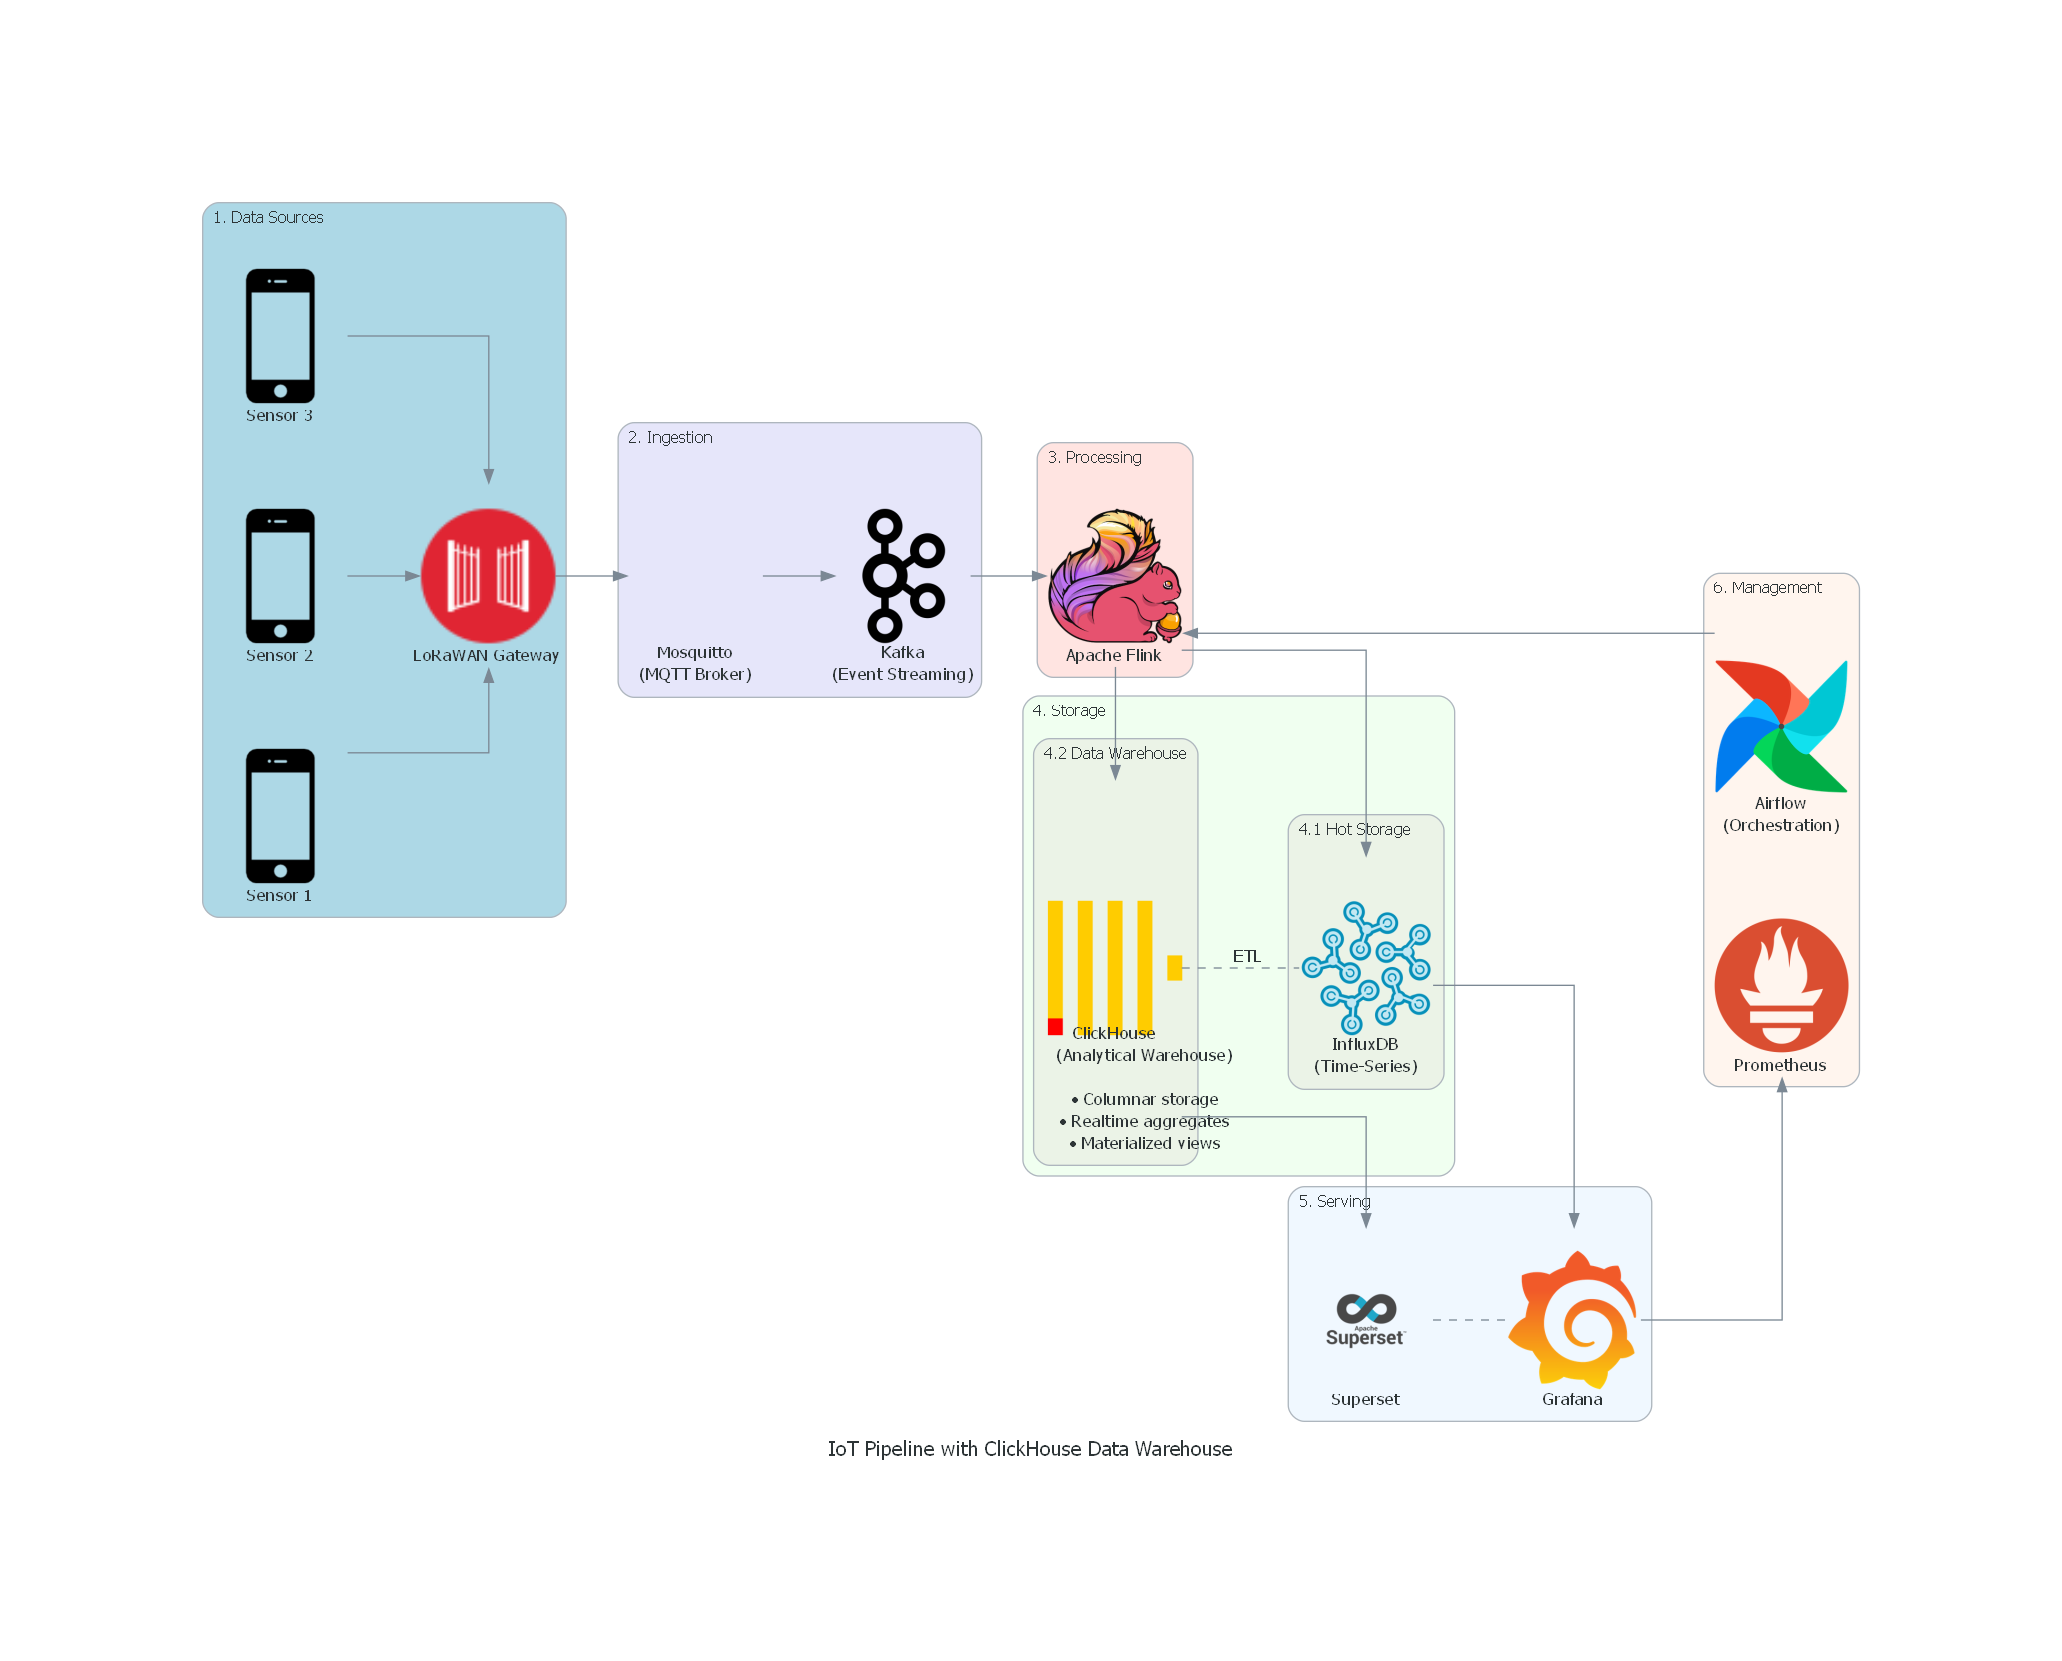 1. Data Sources
Sensor 3
Sensor 2
LoRaWAN Gateway
Sensor 1
2. Ingestion
Mosquitto
(MQTT Broker)
Kafka
(Event Streaming)
3. Processing
Apache Flink
4. Storage
4.2 Data Warehouse
ClickHouse
(Analytical Warehouse)
• Columnar storage
• Realtime aggregates
• Materialized views
ETL
4.1 Hot Storage
InfluxDB
(Time-Series)
5. Serving
Apache
Superset
Superset
Grafana
6. Management
Airflow
(Orchestration)
Prometheus
IoT Pipeline with ClickHouse Data Warehouse